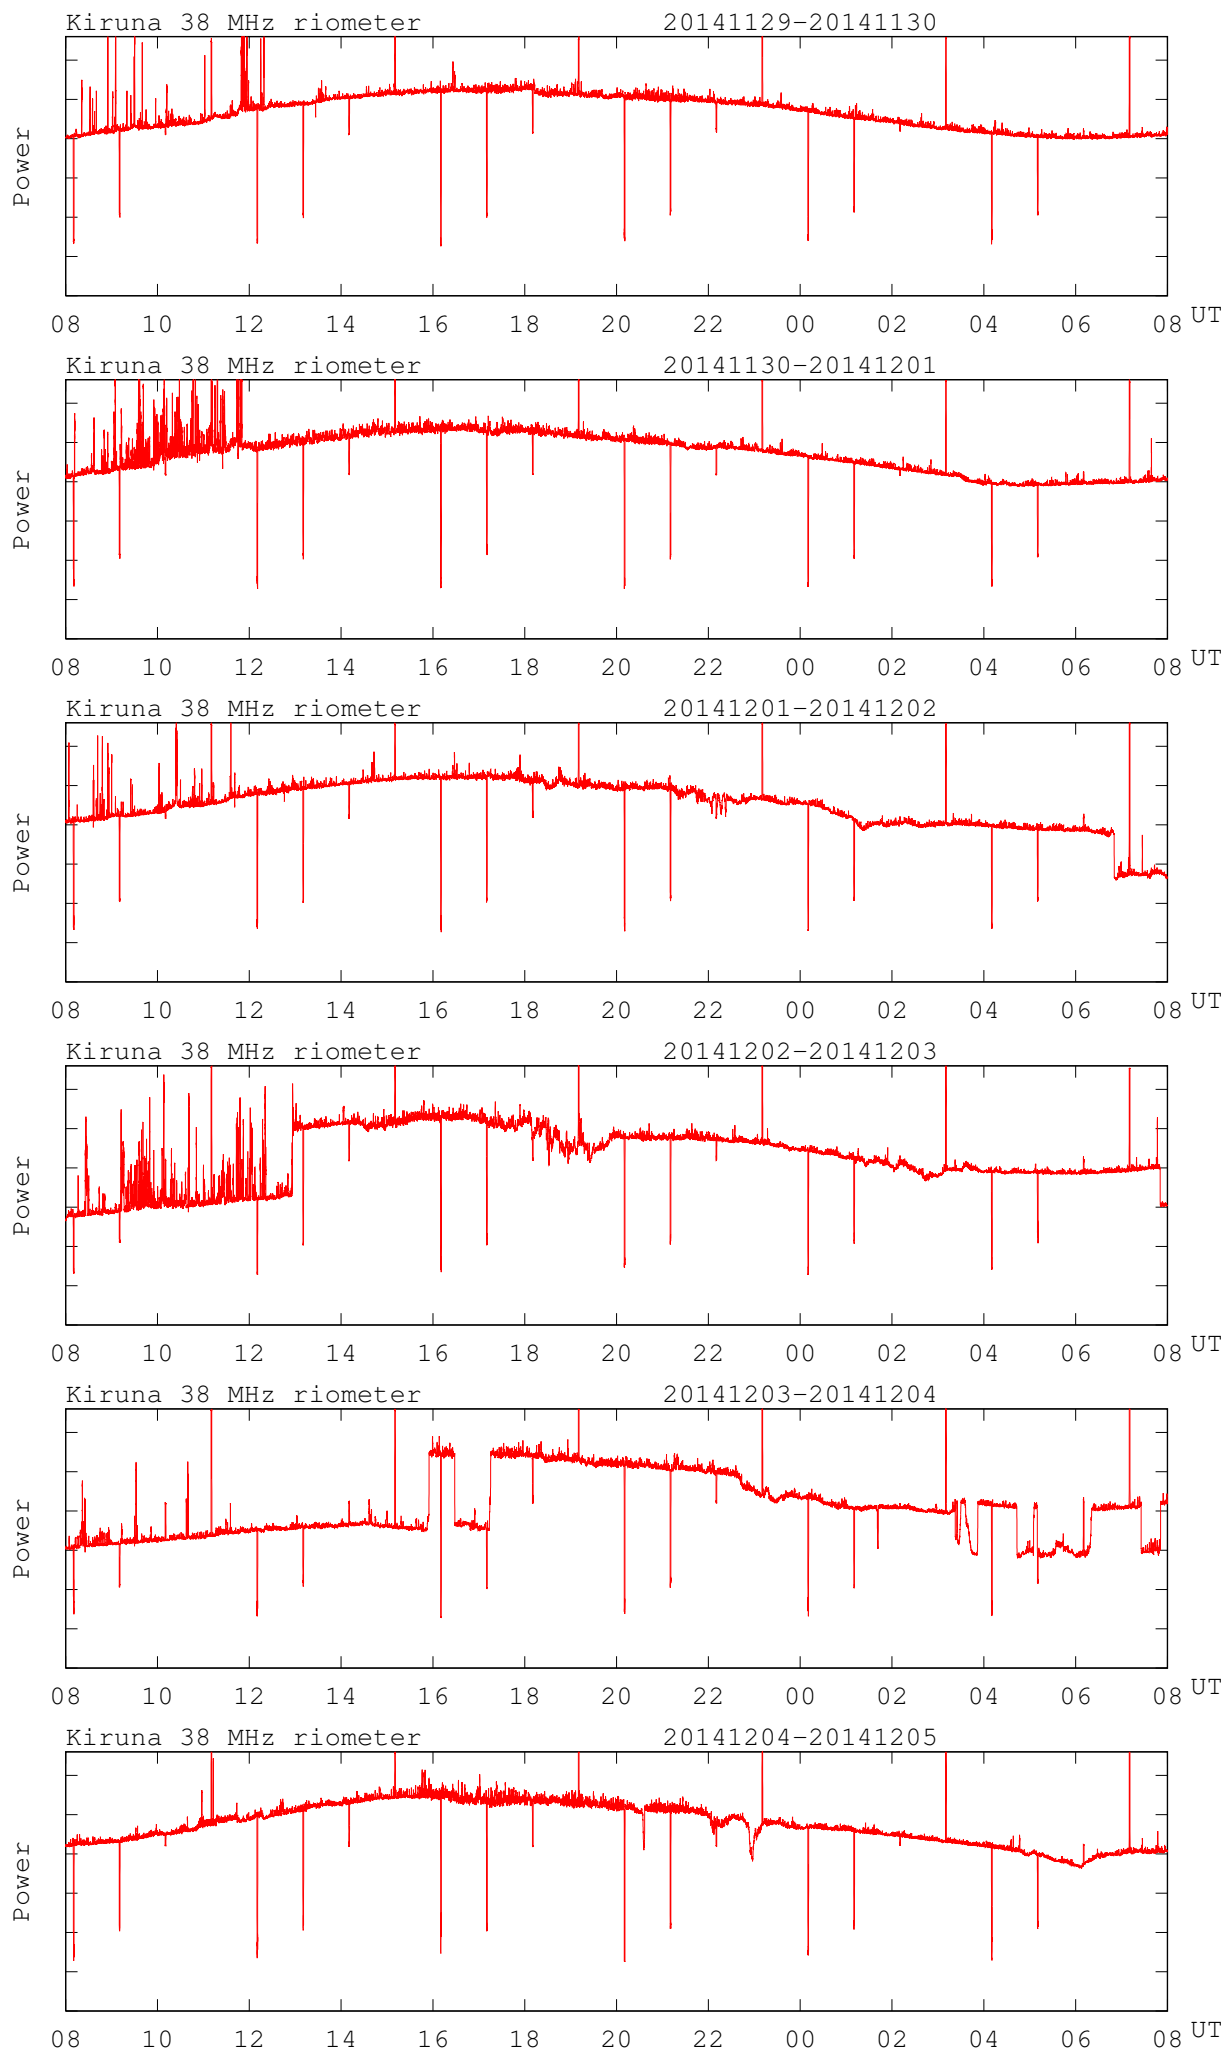 Kiruna 38 MHz riometer 20141129-20141130
Power
08 10 12 14 16 18 20 22 00 02 04 06 08 UT
Kiruna 38 MHz riometer 20141130-20141201
Power
08 10 12 14 16 18 20 22 00 02 04 06 08 UT
Kiruna 38 MHz riometer 20141201-20141202
Power
08 10 12 14 16 18 20 22 00 02 04 06 08 UT
Kiruna 38 MHz riometer 20141202-20141203
Power
08 10 12 14 16 18 20 22 00 02 04 06 08 UT
Kiruna 38 MHz riometer 20141203-20141204
Power
08 10 12 14 16 18 20 22 00 02 04 06 08 UT
Kiruna 38 MHz riometer 20141204-20141205
Power
08 10 12 14 16 18 20 22 00 02 04 06 08 UT